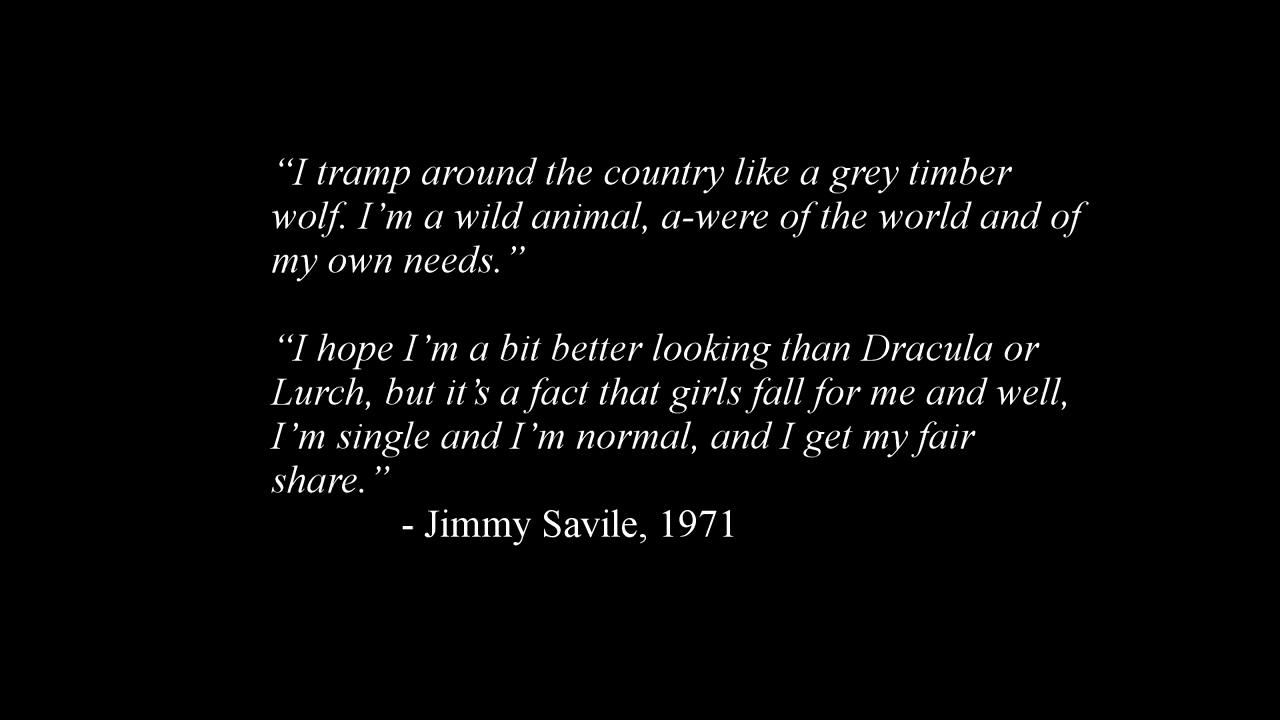 “I tramp around the country like a grey timber
wolf. I’m a wild animal, a-were of the world and of
my own needs.”
“I hope I’m a bit better looking than Dracula or
Lurch, but it’s a fact that girls fall for me and well,
I’m single and I’m normal, and I get my fair
share.”
- Jimmy Savile, 1971